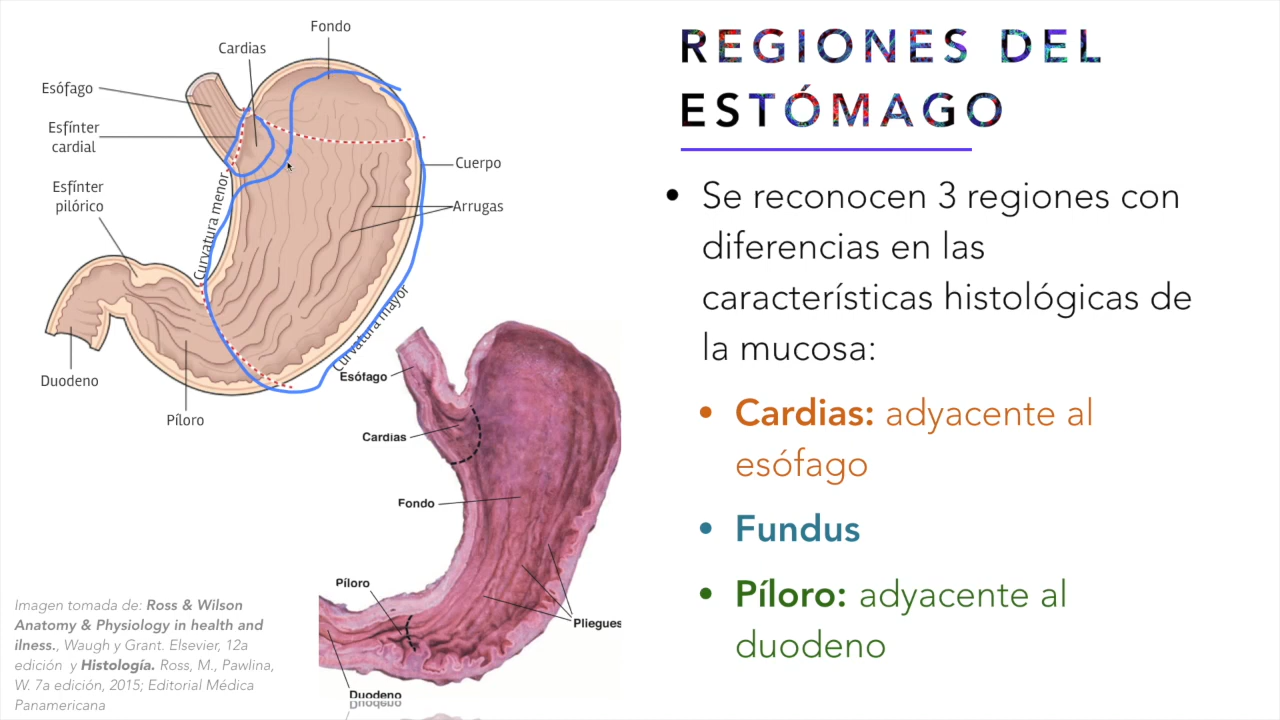 Fondo
Cardias
Esófago
Esfínter
cardial
Esfínter
pilórico
Curvatura menor
Cuerpo
Arrugas
Curvatura mayor
Duodeno
Píloro
Esófago
Cardias
Fondo
Píloro
Pliegues
Duodeno
Imagen tomada de: Ross & Wilson
Anatomy & Physiology in health and
ilness., Waugh y Grant. Elsevier, 12a
edición y Histología. Ross, M., Pawlina,
W. 7a edición, 2015; Editorial Médica
Panamericana
REGIONES DEL
ESTÓMAGO
• Se reconocen 3 regiones con
diferencias en las
características histológicas de
la mucosa:
• Cardias: adyacente al
esófago
• Fundus
• Píloro: adyacente al
duodeno